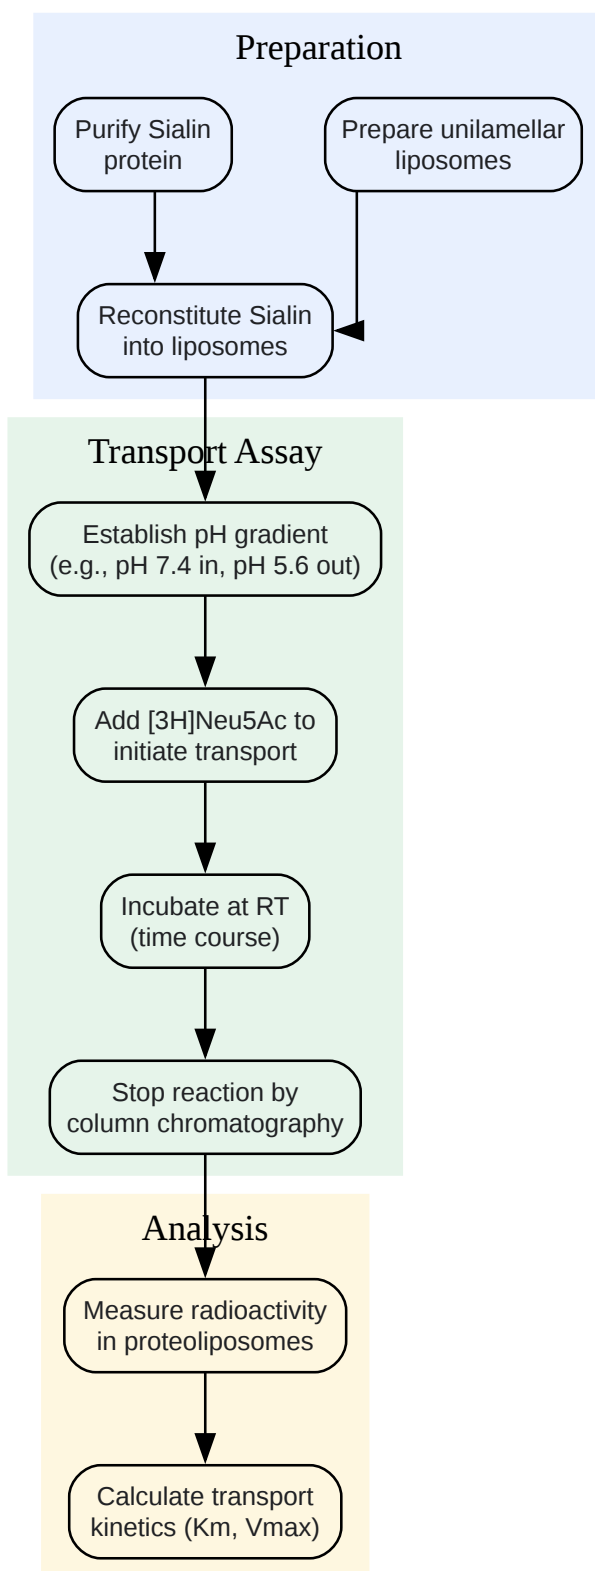 Preparation
Purify Sialin
protein
Prepare unilamellar
liposomes
Reconstitute Sialin
into liposomes
Transport Assay
Establish pH gradient
(e.g., pH 7.4 in, pH 5.6 out)
Add [3H]Neu5Ac to
initiate transport
Incubate at RT
(time course)
Stop reaction by
column chromatography
Analysis
Measure radioactivity
in proteoliposomes
Calculate transport
kinetics (Km, Vmax)